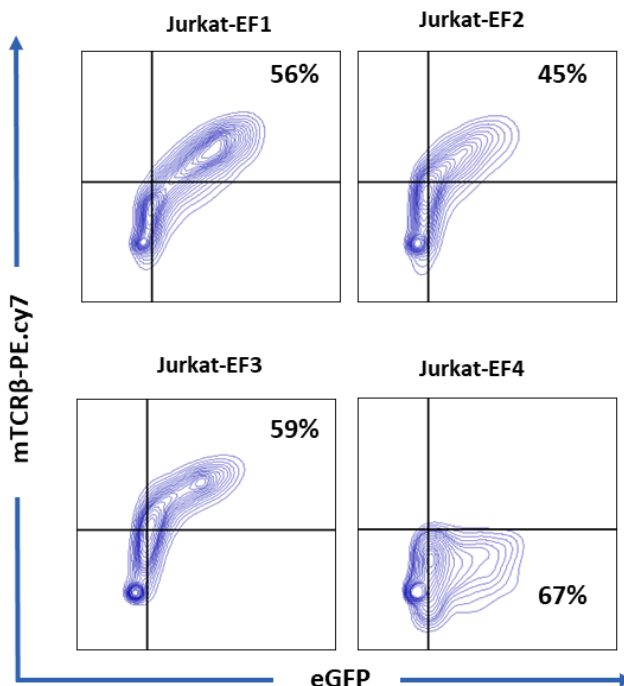 Jurkat-EF1
Jurkat-EF2
56%
45%
mTCRβ-PE.cy7
Jurkat-EF3
Jurkat-EF4
59%
67%
eGFP